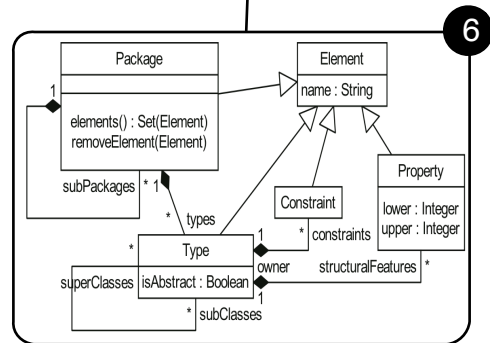 6
Package
Element
name : String
1
elements() : Set(Element)
removeElement(Element)
subPackages
* 1
* types
Property
lower : Integer
upper : Integer
Constraint
* constraints
1
*
Type
owner
structuralFeatures *
superClasses
isAbstract : Boolean
1
* subClasses